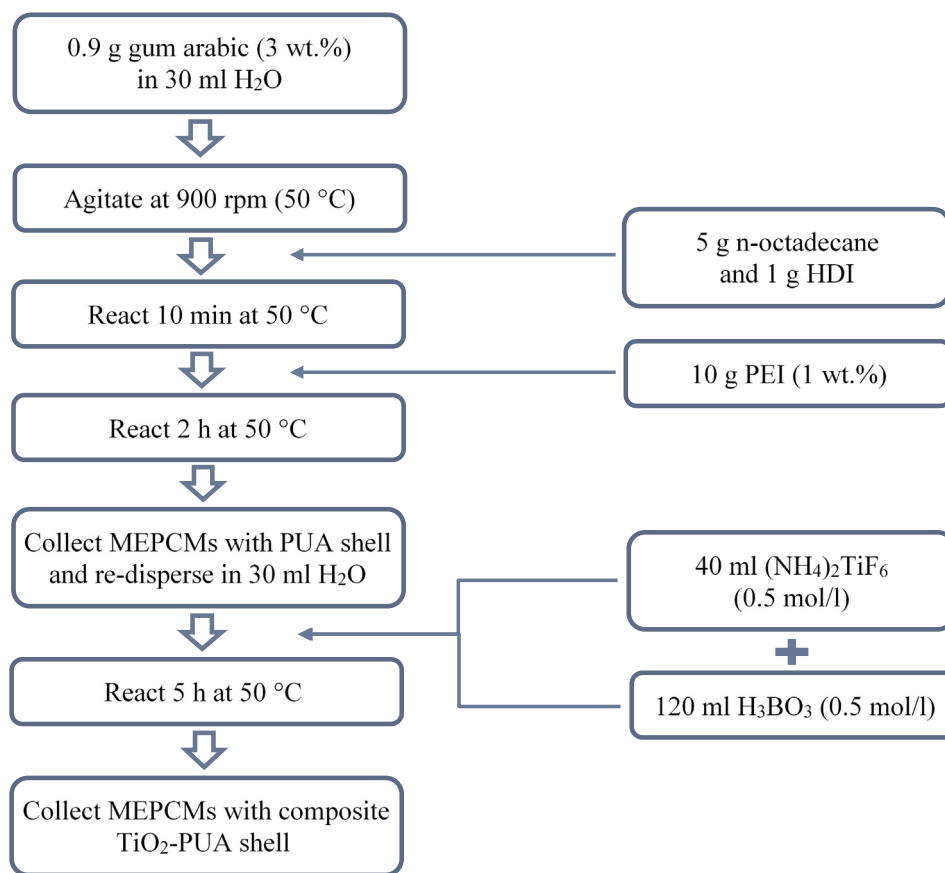 0.9 g gum arabic (3 wt.%)
in 30 ml H₂O
Agitate at 900 rpm (50 °C)
5 g n-octadecane
and 1 g HDI
React 10 min at 50 °C
10 g PEI (1 wt.%)
React 2 h at 50 °C
Collect MEPCMs with PUA shell
and re-disperse in 30 ml H₂O
40 ml (NH₄)₂TiF₆
(0.5 mol/l)
+
React 5 h at 50 °C
120 ml H₃BO₃ (0.5 mol/l)
Collect MEPCMs with composite
TiO₂-PUA shell